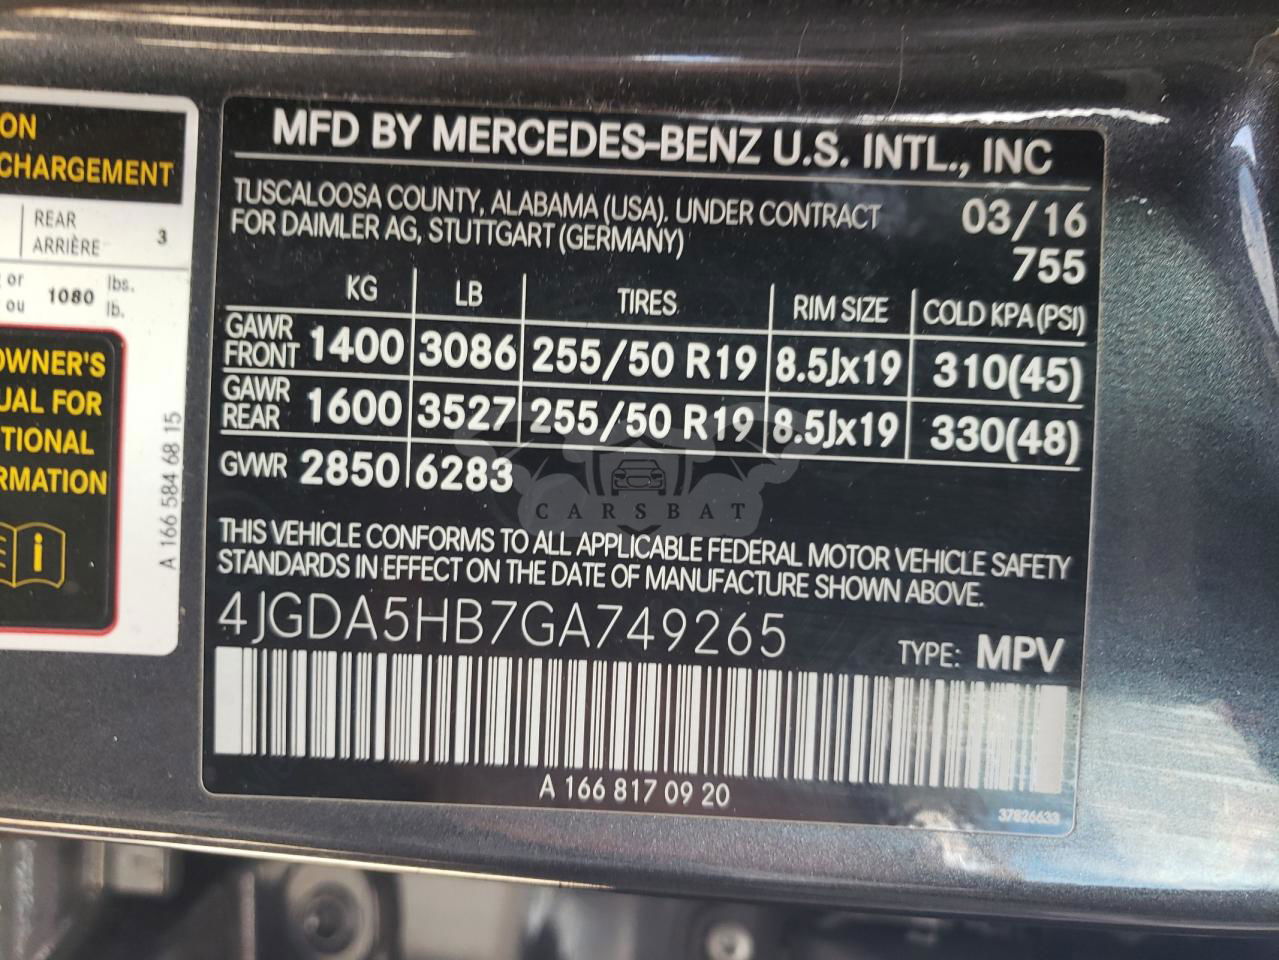 ON
CHARGEMENT
REAR
ARRIÈRE 3
or
ou 1080 lbs.
lb.
OWNER'S
UAL FOR
TIONAL
RMATION
i
A 166 584 68 15
MFD BY MERCEDES-BENZ U.S. INTL., INC
TUSCALOOSA COUNTY, ALABAMA (USA). UNDER CONTRACT 03/16
FOR DAIMLER AG, STUTTGART (GERMANY) 755
KG LB TIRES RIM SIZE COLD KPA (PSI)
GAWR FRONT 1400 3086 255/50 R19 8.5Jx19 310(45)
GAWR REAR 1600 3527 255/50 R19 8.5Jx19 330(48)
GVWR 2850 6283
CARSBAT
THIS VEHICLE CONFORMS TO ALL APPLICABLE FEDERAL MOTOR VEHICLE SAFETY
STANDARDS IN EFFECT ON THE DATE OF MANUFACTURE SHOWN ABOVE.
4JGDA5HB7GA749265
TYPE: MPV
A 166 817 09 20
37826633